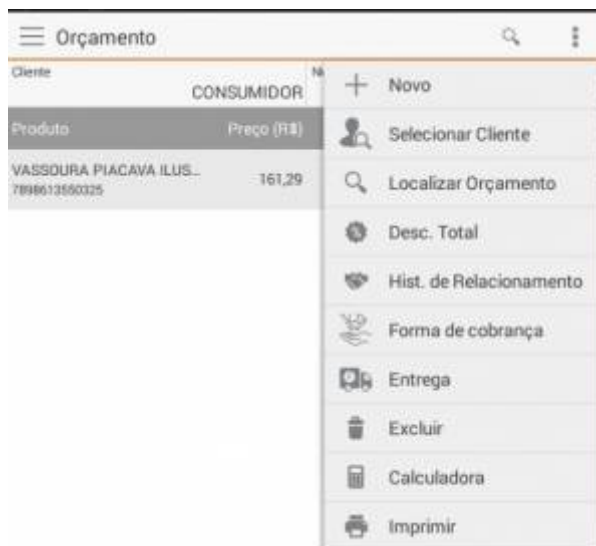 Orçamento
Cliente
CONSUMIDOR
Produto Preço (R$)
VASSOURA PIACAVA ILUS... 161,29
7898613550325
Novo
Selecionar Cliente
Localizar Orçamento
Desc. Total
Hist. de Relacionamento
Forma de cobrança
Entrega
Excluir
Calculadora
Imprimir